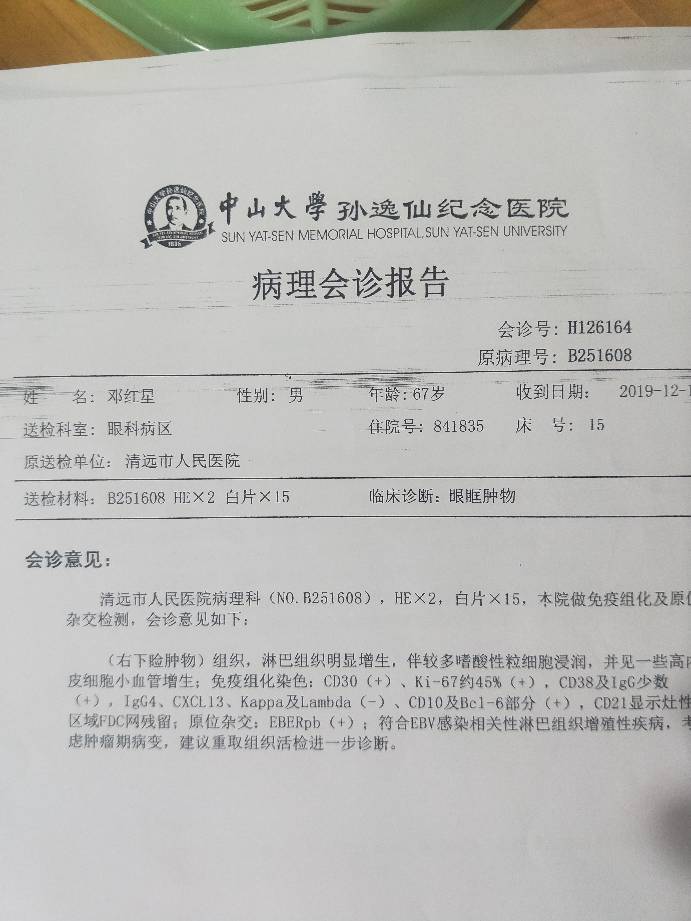 中山大学孙逸仙纪念医院
SUN YAT-SEN MEMORIAL HOSPITAL,SUN YAT-SEN UNIVERSITY
病理会诊报告
会诊号: H126164
原病理号: B251608
姓 名: 邓红星 性别: 男 年龄: 67岁 收到日期: 2019-12-1
送检科室: 眼科病区 住院号: 841835 床 号: 15
原送检单位: 清远市人民医院
送检材料: B251608 HE×2 白片×15 临床诊断: 眼眶肿物
会诊意见:
清远市人民医院病理科(NO.B251608), HE×2, 白片×15, 本院做免疫组化及原位
杂交检测, 会诊意见如下:
(右下睑肿物)组织, 淋巴组织明显增生, 伴较多嗜酸性粒细胞浸润, 并见一些高内
皮细胞小血管增生; 免疫组化染色: CD30(+)、Ki-67约45%(+), CD38及IgG少数
(+), IgG4、CXCL13、Kappa及Lambda(-)、CD10及Bcl-6部分(+), CD21显示灶性
区域FDC网残留; 原位杂交: EBERpb(+); 符合EBV感染相关性淋巴组织增殖性疾病, 考
虑肿瘤期病变, 建议重取组织活检进一步诊断。